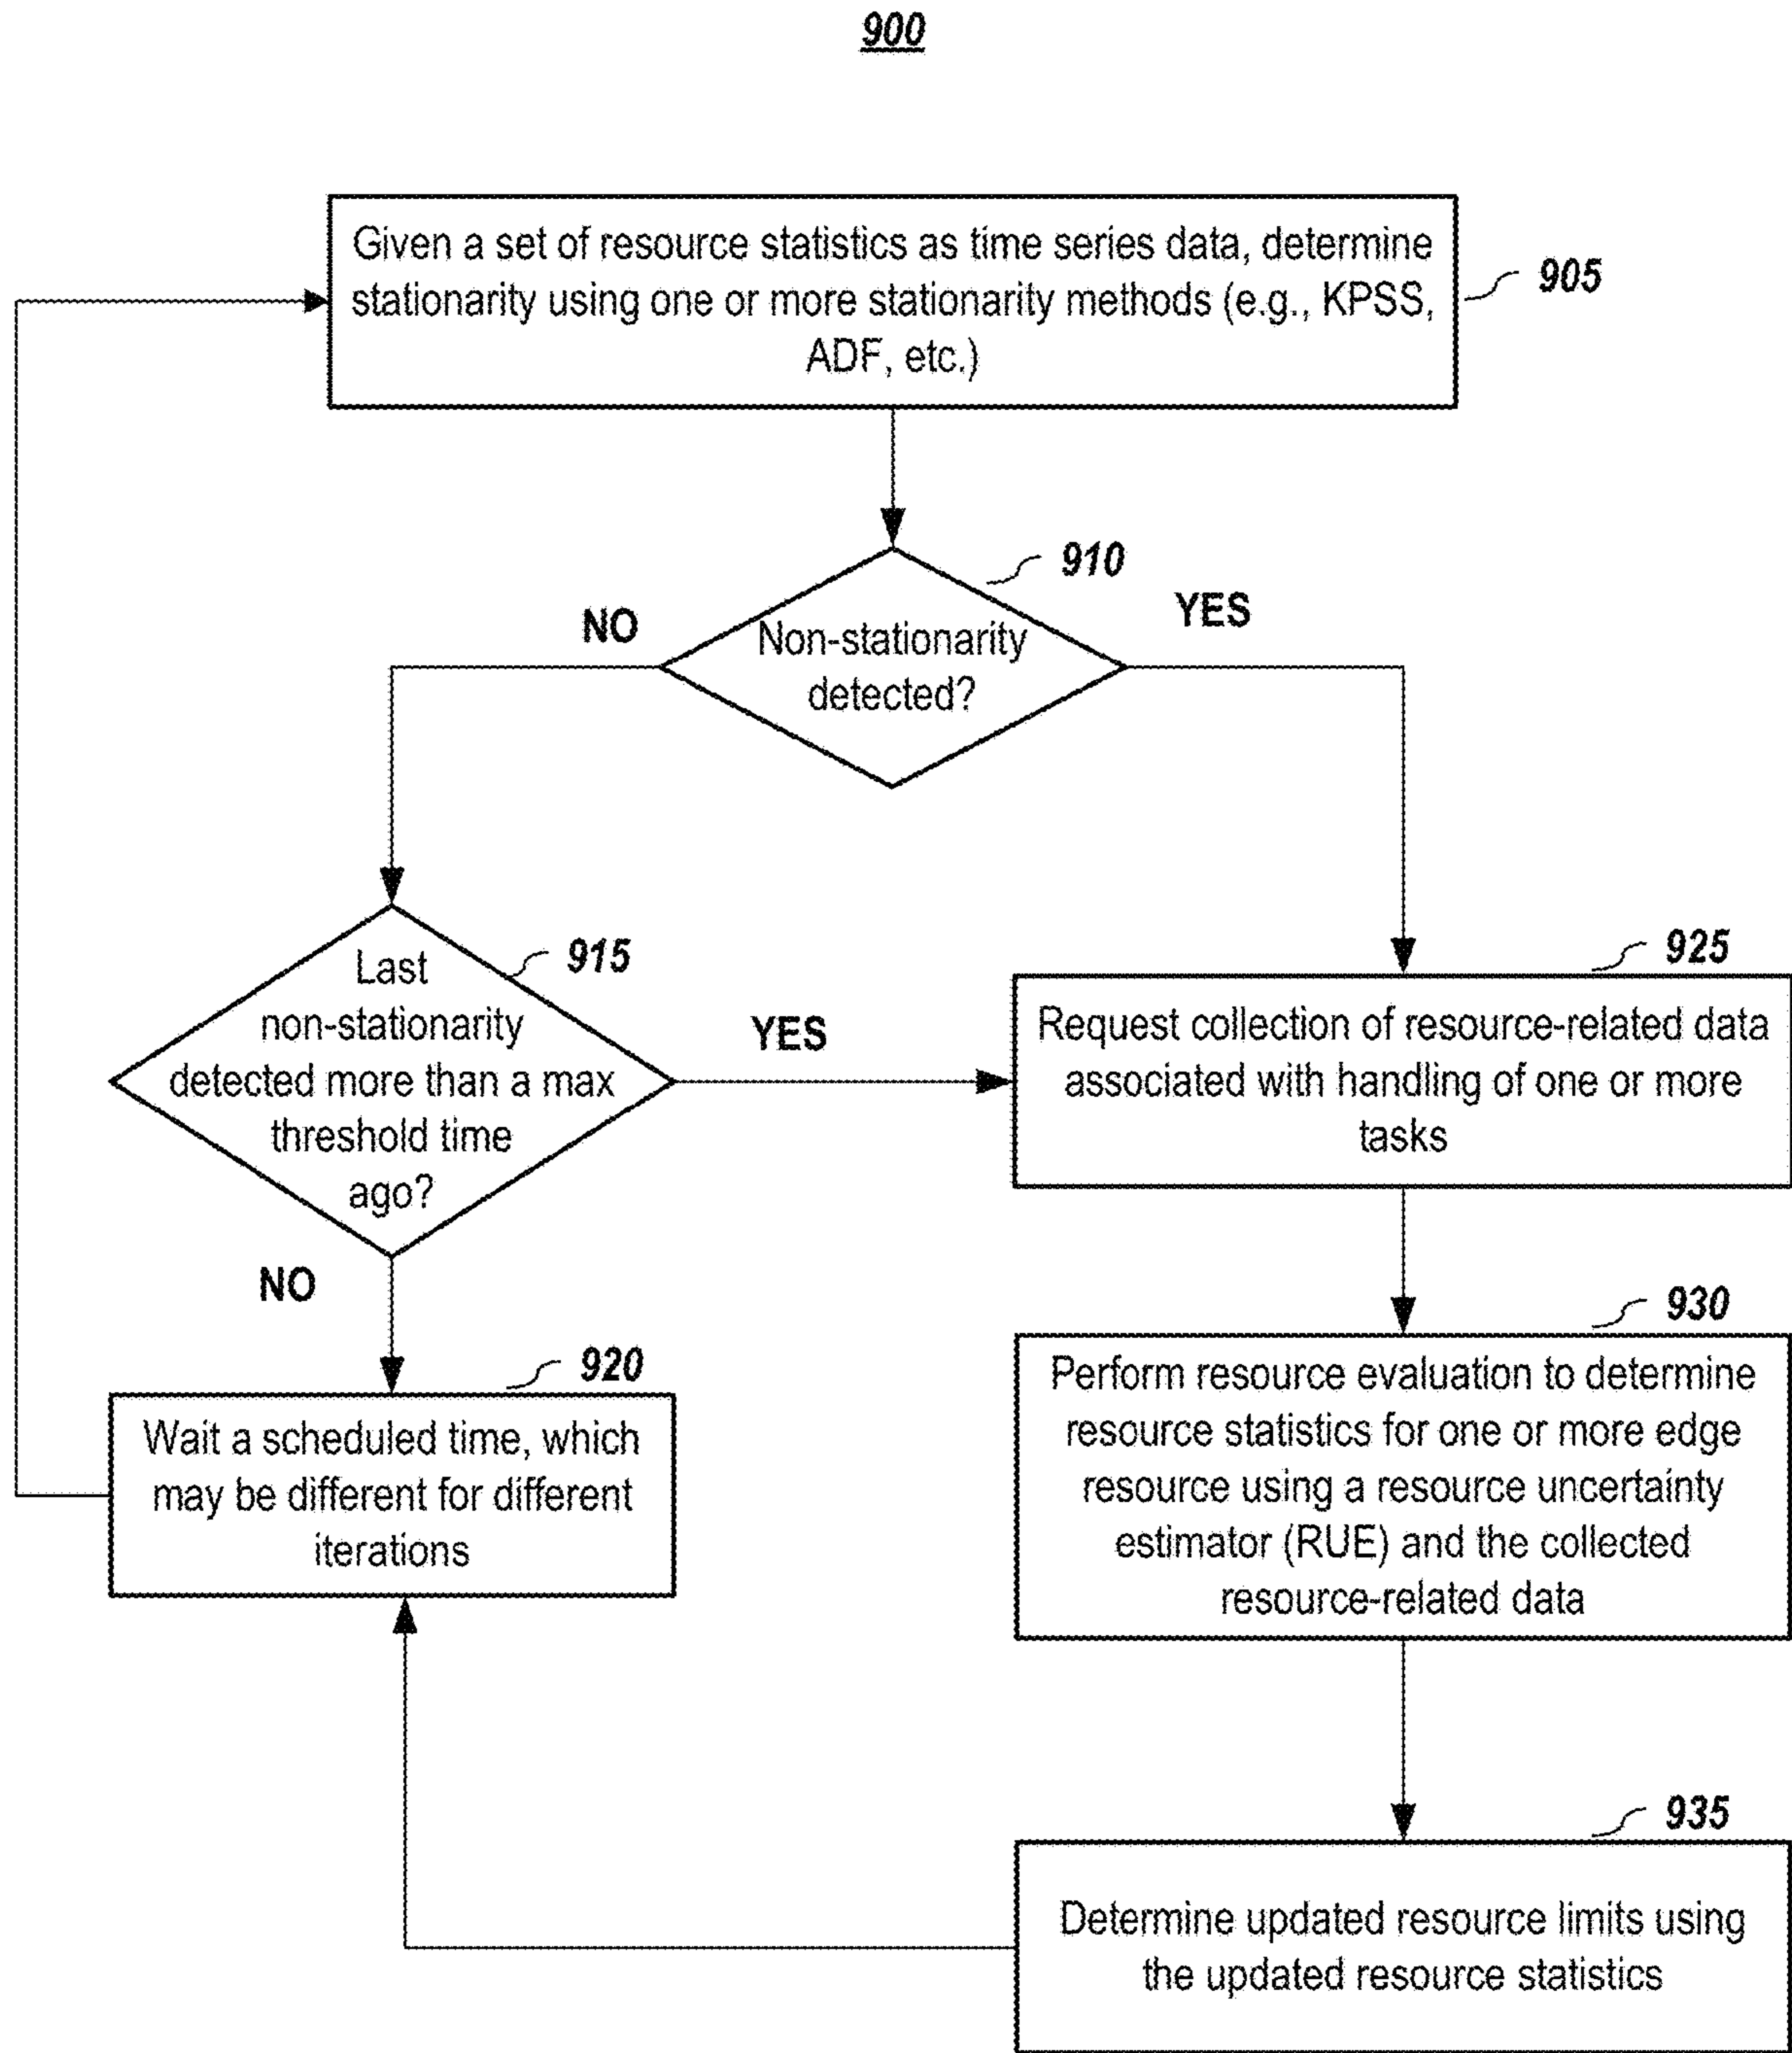 900
Given a set of resource statistics as time series data, determine
stationarity using one or more stationarity methods (e.g., KPSS,
ADF, etc.)
905
910
NO
YES
Non-stationarity
detected?
915
Last
non-stationarity
detected more than a max
threshold time
ago?
YES
NO
925
Request collection of resource-related data
associated with handling of one or more
tasks
920
Wait a scheduled time, which
may be different for different
iterations
930
Perform resource evaluation to determine
resource statistics for one or more edge
resource using a resource uncertainty
estimator (RUE) and the collected
resource-related data
935
Determine updated resource limits using
the updated resource statistics